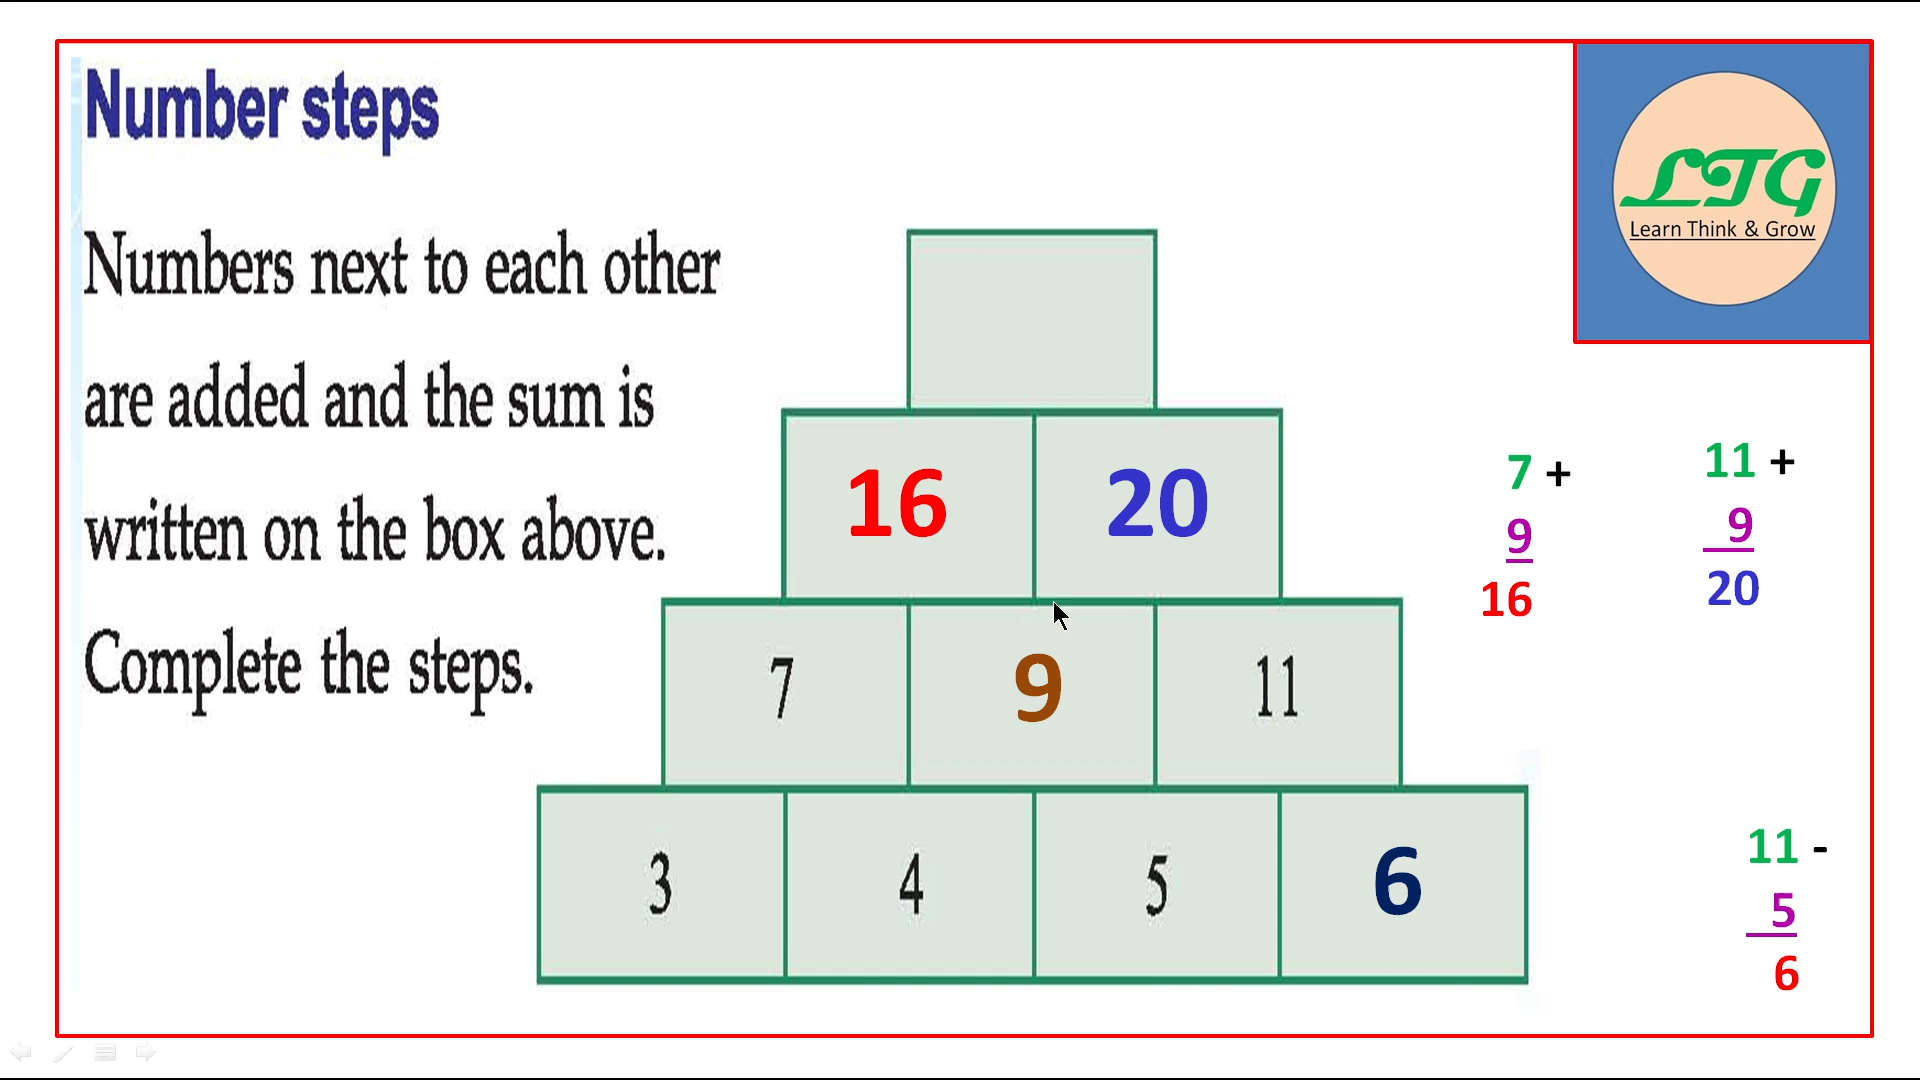 Number steps
LTG
Learn Think & Grow
Numbers next to each other
are added and the sum is
written on the box above.
Complete the steps.
16 20
7 9 11
3 4 5 6
7 +
9
16
11 +
9
20
11 -
5
6